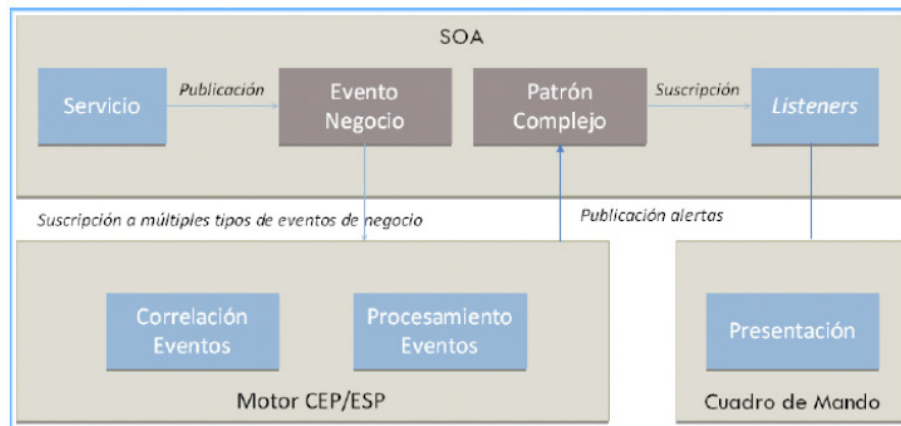 SOA
Servicio
Publicación
Evento
Negocio
Patrón
Complejo
Suscripción
Listeners
Suscripción a múltiples tipos de eventos de negocio
Publicación alertas
Correlación
Eventos
Procesamiento
Eventos
Presentación
Motor CEP/ESP
Cuadro de Mando